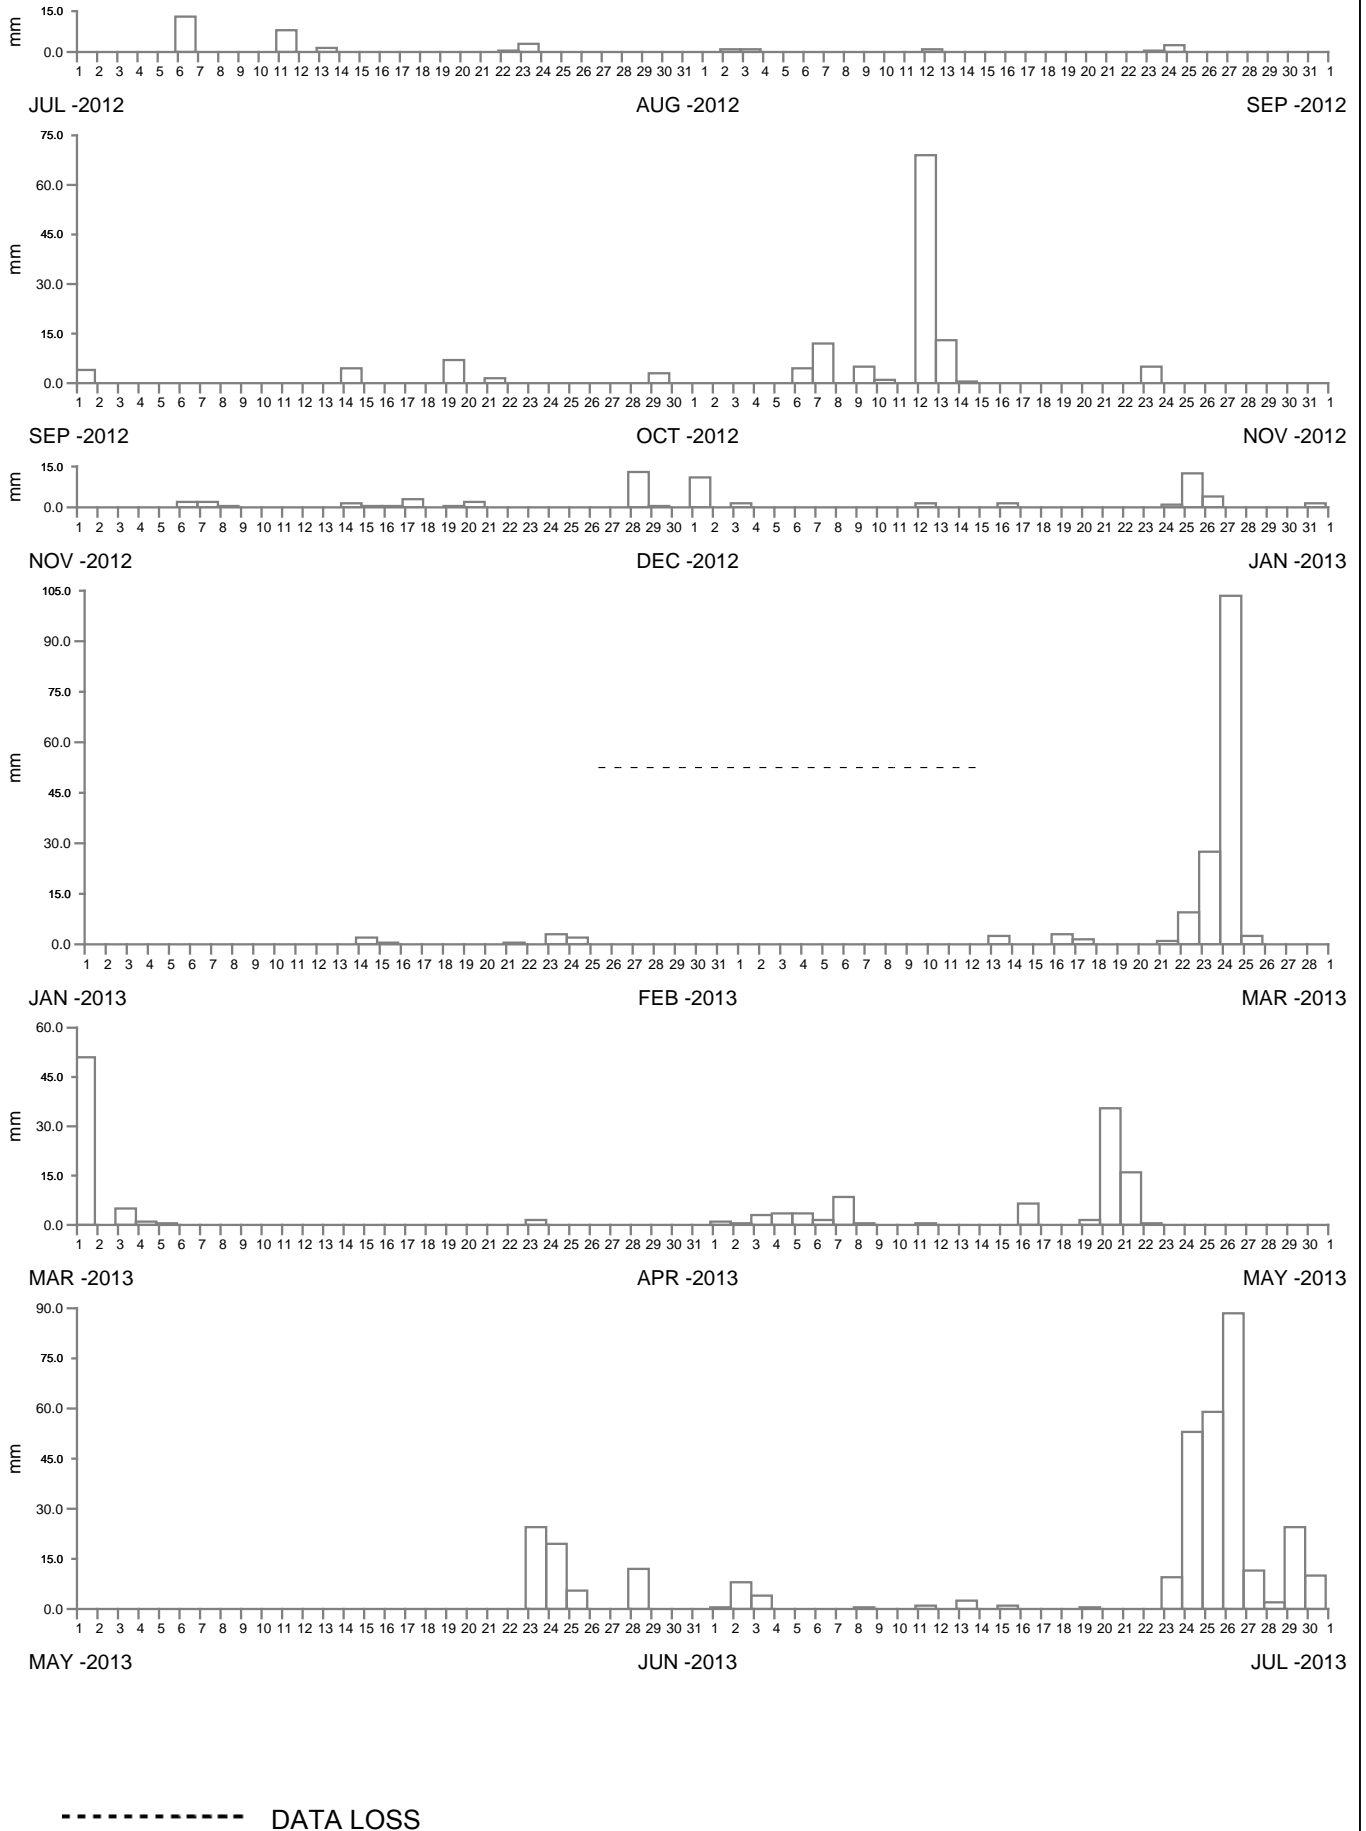 15.0
mm
0.0
1 2 3 4 5 6 7 8 9 10 11 12 13 14 15 16 17 18 19 20 21 22 23 24 25 26 27 28 29 30 31 1 2 3 4 5 6 7 8 9 10 11 12 13 14 15 16 17 18 19 20 21 22 23 24 25 26 27 28 29 30 31 1
JUL -2012 AUG -2012 SEP -2012
75.0
60.0
45.0
mm
30.0
15.0
0.0
1 2 3 4 5 6 7 8 9 10 11 12 13 14 15 16 17 18 19 20 21 22 23 24 25 26 27 28 29 30 1 2 3 4 5 6 7 8 9 10 11 12 13 14 15 16 17 18 19 20 21 22 23 24 25 26 27 28 29 30 31 1
SEP -2012 OCT -2012 NOV -2012
15.0
mm
0.0
1 2 3 4 5 6 7 8 9 10 11 12 13 14 15 16 17 18 19 20 21 22 23 24 25 26 27 28 29 30 1 2 3 4 5 6 7 8 9 10 11 12 13 14 15 16 17 18 19 20 21 22 23 24 25 26 27 28 29 30 31 1
NOV -2012 DEC -2012 JAN -2013
105.0
90.0
75.0
60.0
mm
45.0
30.0
15.0
0.0
1 2 3 4 5 6 7 8 9 10 11 12 13 14 15 16 17 18 19 20 21 22 23 24 25 26 27 28 29 30 31 1 2 3 4 5 6 7 8 9 10 11 12 13 14 15 16 17 18 19 20 21 22 23 24 25 26 27 28 1
JAN -2013 FEB -2013 MAR -2013
60.0
45.0
mm
30.0
15.0
0.0
1 2 3 4 5 6 7 8 9 10 11 12 13 14 15 16 17 18 19 20 21 22 23 24 25 26 27 28 29 30 31 1 2 3 4 5 6 7 8 9 10 11 12 13 14 15 16 17 18 19 20 21 22 23 24 25 26 27 28 29 30 1
MAR -2013 APR -2013 MAY -2013
90.0
75.0
60.0
mm
45.0
30.0
15.0
0.0
1 2 3 4 5 6 7 8 9 10 11 12 13 14 15 16 17 18 19 20 21 22 23 24 25 26 27 28 29 30 31 1 2 3 4 5 6 7 8 9 10 11 12 13 14 15 16 17 18 19 20 21 22 23 24 25 26 27 28 29 30 1
MAY -2013 JUN -2013 JUL -2013
DATA LOSS